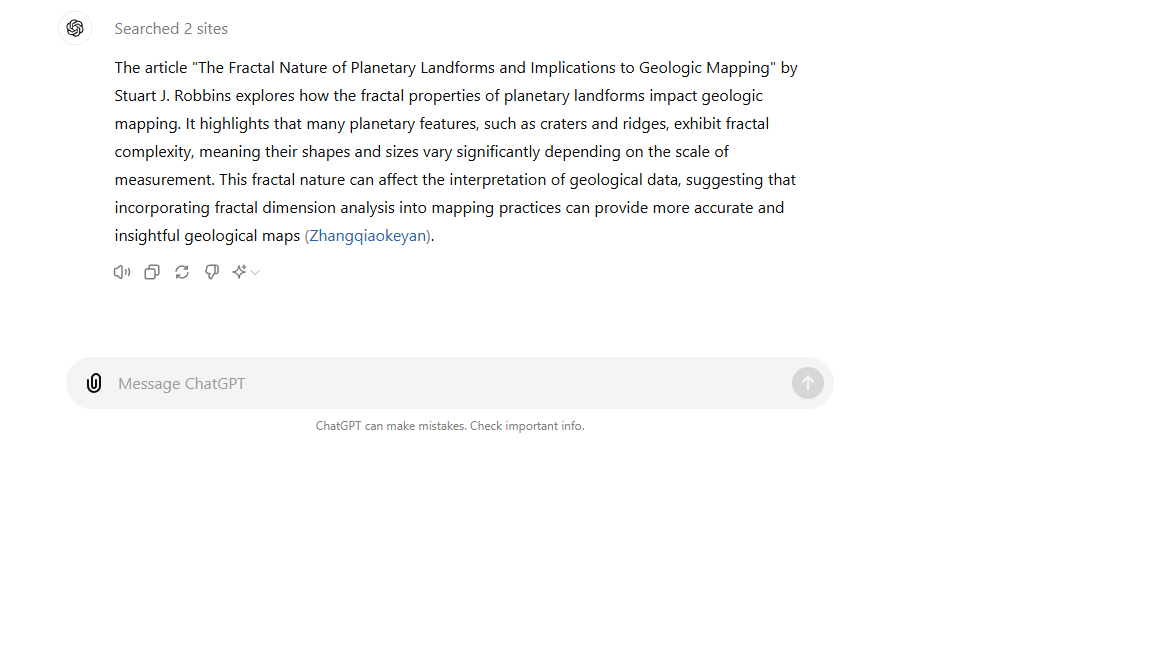 Searched 2 sites
The article "The Fractal Nature of Planetary Landforms and Implications to Geologic Mapping" by
Stuart J. Robbins explores how the fractal properties of planetary landforms impact geologic
mapping. It highlights that many planetary features, such as craters and ridges, exhibit fractal
complexity, meaning their shapes and sizes vary significantly depending on the scale of
measurement. This fractal nature can affect the interpretation of geological data, suggesting that
incorporating fractal dimension analysis into mapping practices can provide more accurate and
insightful geological maps (Zhangqiaokeyan).
Message ChatGPT
ChatGPT can make mistakes. Check important info.